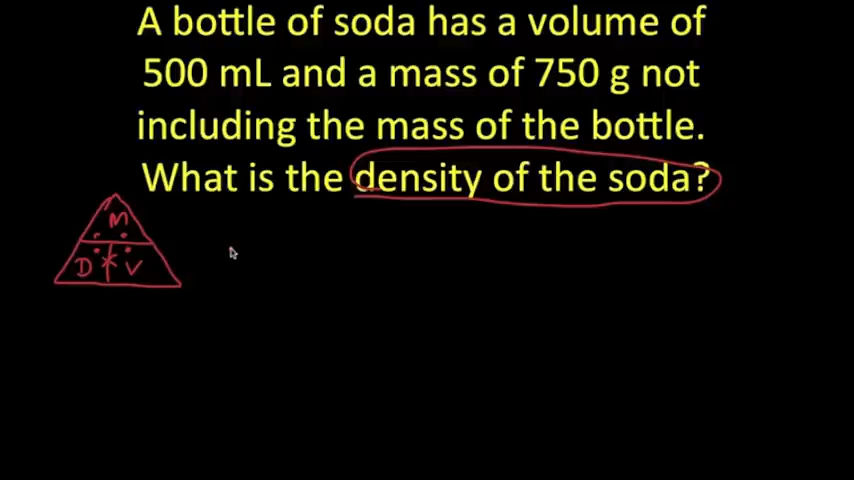 A bottle of soda has a volume of
500 mL and a mass of 750 g not
including the mass of the bottle.
What is the density of the soda?
M
D * V